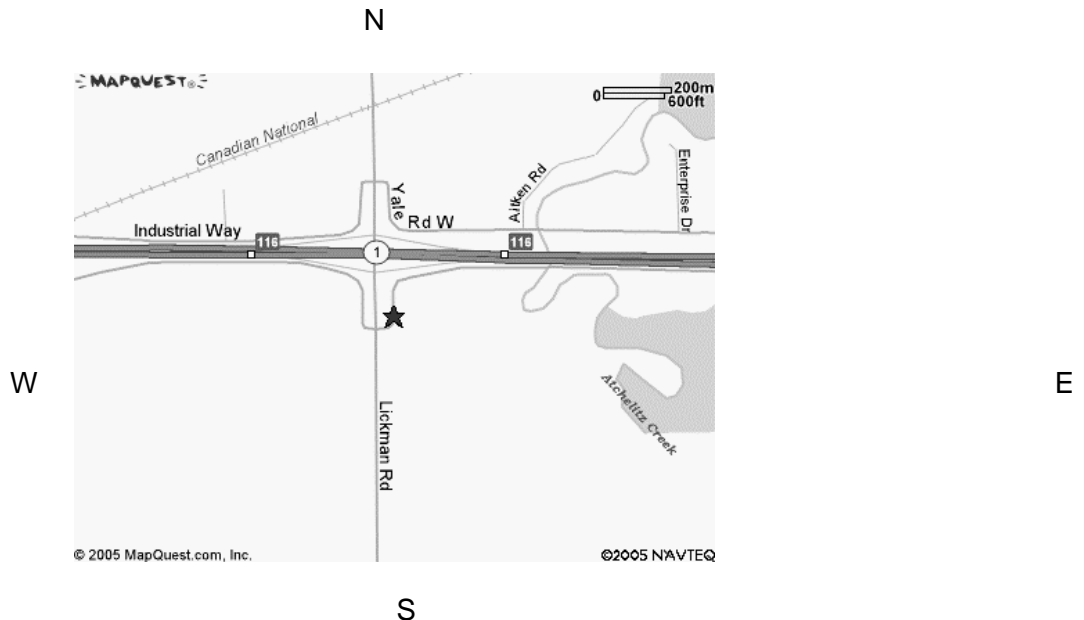 N
MAPQUEST®
0 200m
600ft
Canadian National
Aitken Rd
Enterprise Dr
Yale
Rd W
Industrial Way
116
116
1
W
E
Atchelitz Creek
Lickman Rd
© 2005 MapQuest.com, Inc.
©2005 NAVTEQ
S